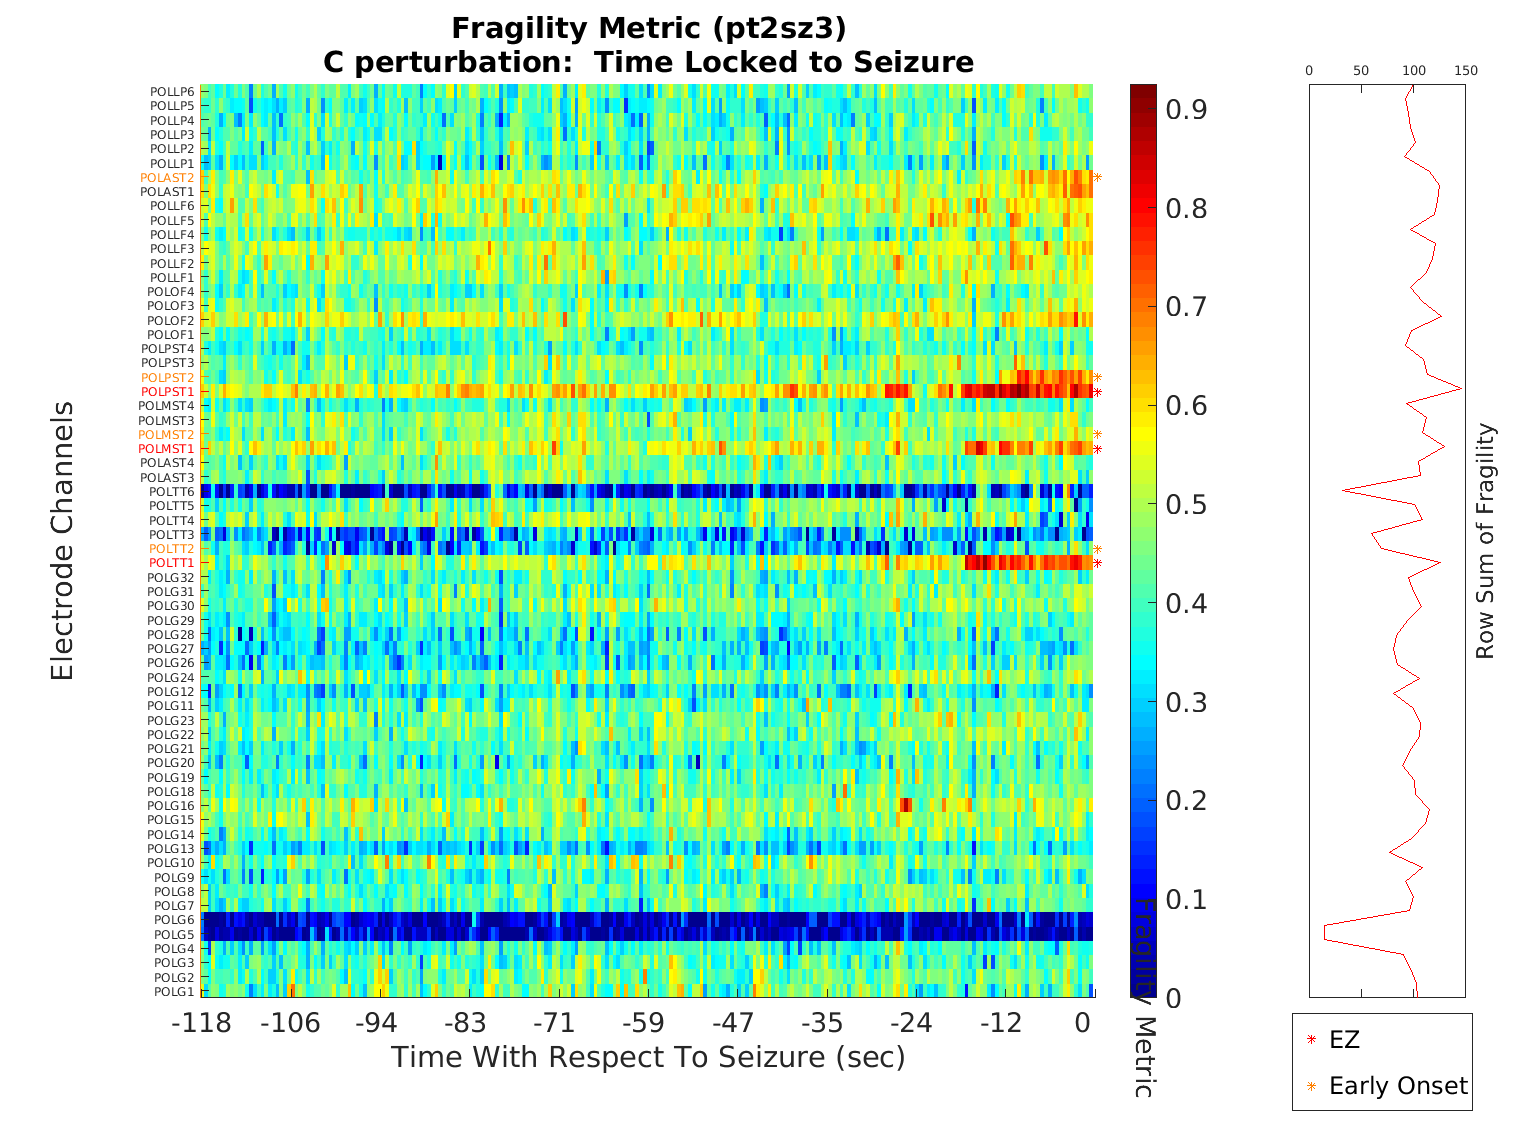 Fragility Metric (pt2sz3)
C perturbation:  Time Locked to Seizure
Electrode Channels
POLLP6
POLLP5
POLLP4
POLLP3
POLLP2
POLLP1
POLAST2
POLAST1
POLLF6
POLLF5
POLLF4
POLLF3
POLLF2
POLLF1
POLOF4
POLOF3
POLOF2
POLOF1
POLPST4
POLPST3
POLPST2
POLPST1
POLMST4
POLMST3
POLMST2
POLMST1
POLAST4
POLAST3
POLTT6
POLTT5
POLTT4
POLTT3
POLTT2
POLTT1
POLG32
POLG31
POLG30
POLG29
POLG28
POLG27
POLG26
POLG24
POLG12
POLG11
POLG23
POLG22
POLG21
POLG20
POLG19
POLG18
POLG16
POLG15
POLG14
POLG13
POLG10
POLG9
POLG8
POLG7
POLG6
POLG5
POLG4
POLG3
POLG2
POLG1
-118 -106 -94 -83 -71 -59 -47 -35 -24 -12 0
Time With Respect To Seizure (sec)
0.9
0.8
0.7
0.6
0.5
0.4
0.3
0.2
0.1
0
Fragility Metric
0 50 100 150
Row Sum of Fragility
EZ
Early Onset